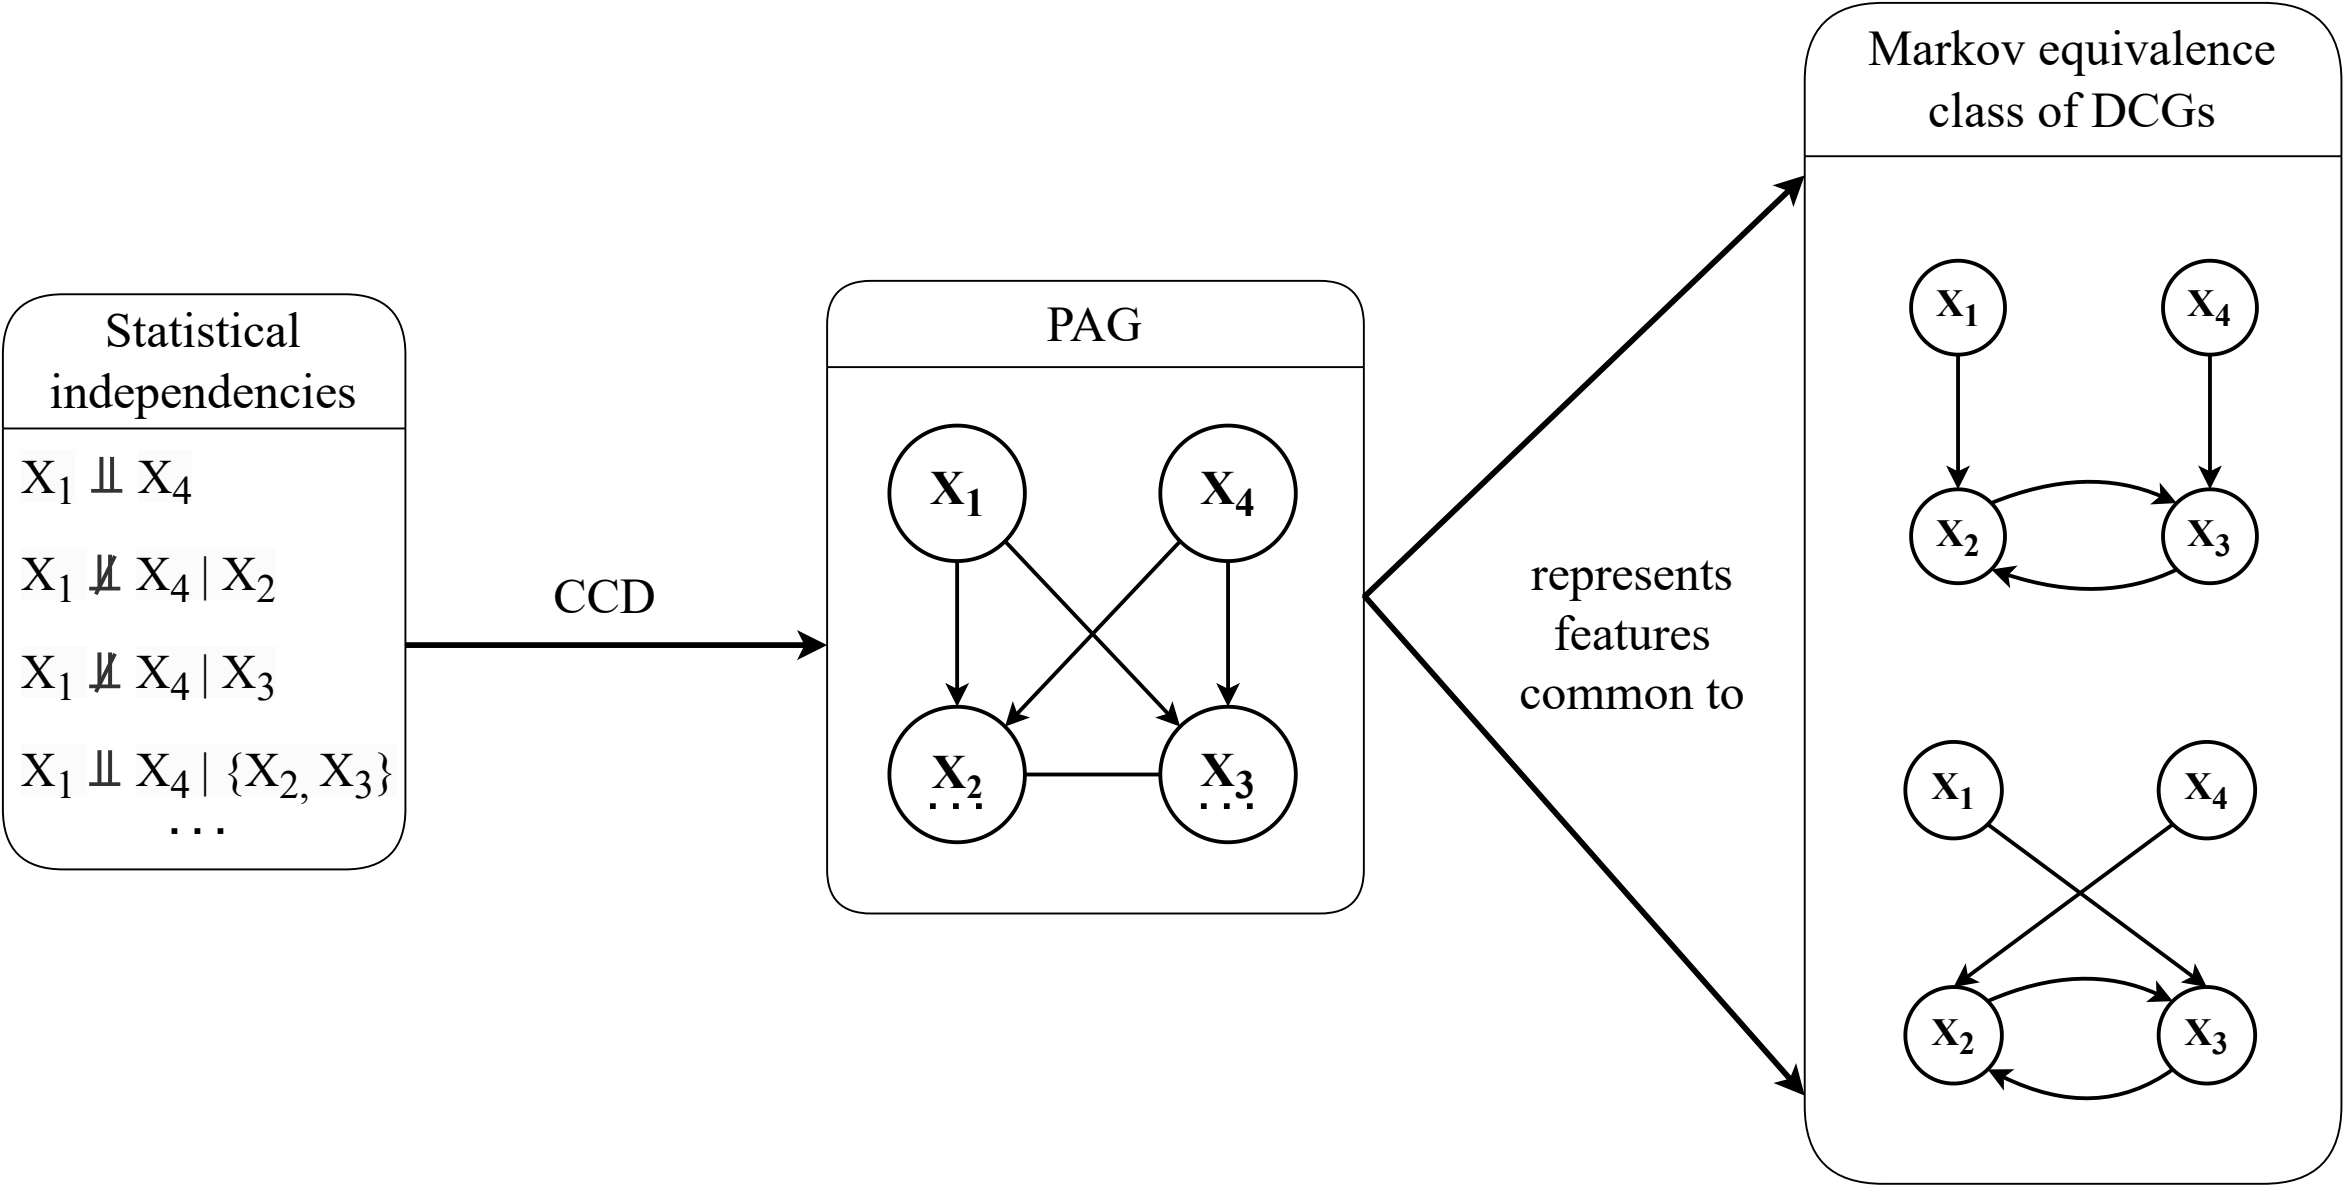 Statistical
independencies
X₁ ⫫ X₄
X₁ ⫫̸ X₄ | X₂
X₁ ⫫̸ X₄ | X₃
X₁ ⫫ X₄ | {X₂, X₃}
...
CCD
PAG
X₁
X₄
X₂
...
X₃
...
represents
features
common to
Markov equivalence
class of DCGs
X₁
X₄
X₂
X₃
X₁
X₄
X₂
X₃